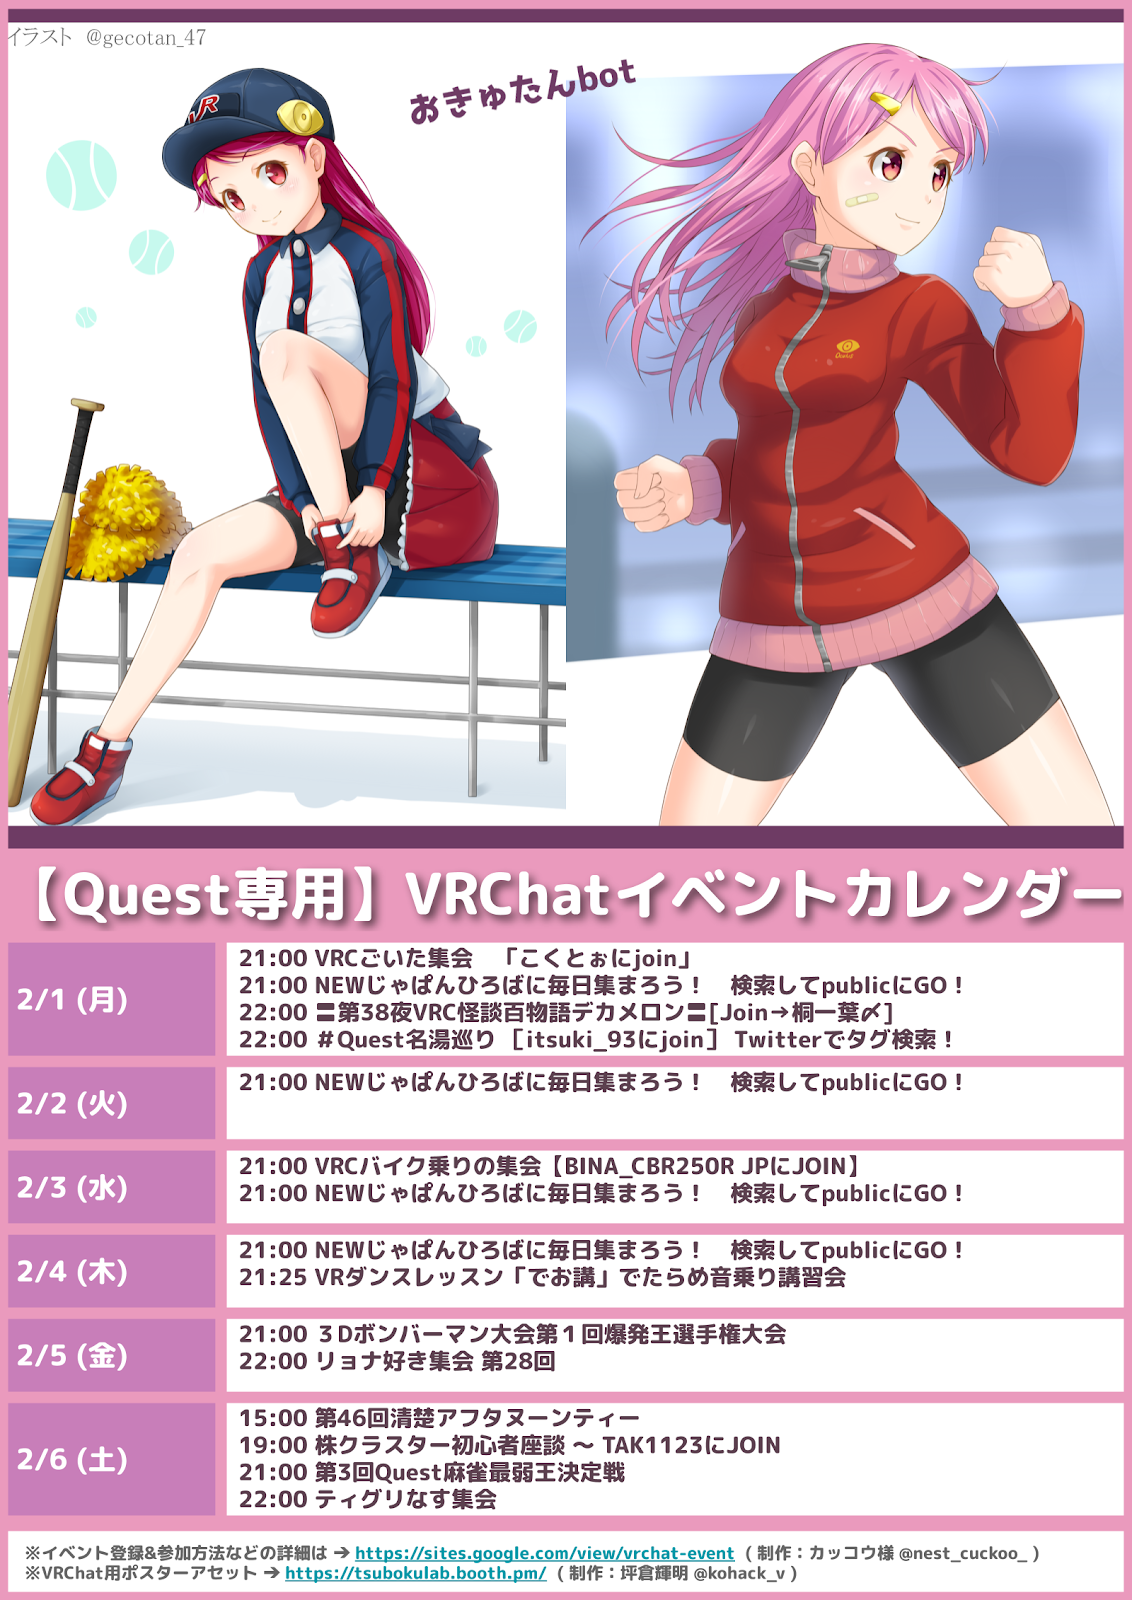 イラスト @gecotan_47
おきゅたんbot
VR
Quest
【Quest専用】VRChatイベントカレンダー
2/1 (月)
21:00 VRCごいた集会 「こくとぉにjoin」
21:00 NEWじゃぱんひろばに毎日集まろう！ 検索してpublicにGO！
22:00 〓第38夜VRC怪談百物語デカメロン〓[Join→桐一葉〆]
22:00 ＃Quest名湯巡り ［itsuki_93にjoin］ Twitterでタグ検索！
2/2 (火)
21:00 NEWじゃぱんひろばに毎日集まろう！ 検索してpublicにGO！
2/3 (水)
21:00 VRCバイク乗りの集会【BINA_CBR250R JPにJOIN】
21:00 NEWじゃぱんひろばに毎日集まろう！ 検索してpublicにGO！
2/4 (木)
21:00 NEWじゃぱんひろばに毎日集まろう！ 検索してpublicにGO！
21:25 VRダンスレッスン「でお講」でたらめ音乗り講習会
2/5 (金)
21:00 ３Dボンバーマン大会第１回爆発王選手権大会
22:00 リョナ好き集会 第28回
2/6 (土)
15:00 第46回清楚アフタヌーンティー
19:00 株クラスター初心者座談 〜 TAK1123にJOIN
21:00 第3回Quest麻雀最弱王決定戦
22:00 ティグリなす集会
※イベント登録&参加方法などの詳細は → https://sites.google.com/view/vrchat-event （制作：カッコウ様 @nest_cuckoo_）
※VRChat用ポスターアセット → https://tsubokulab.booth.pm/ （制作：坪倉輝明 @kohack_v）